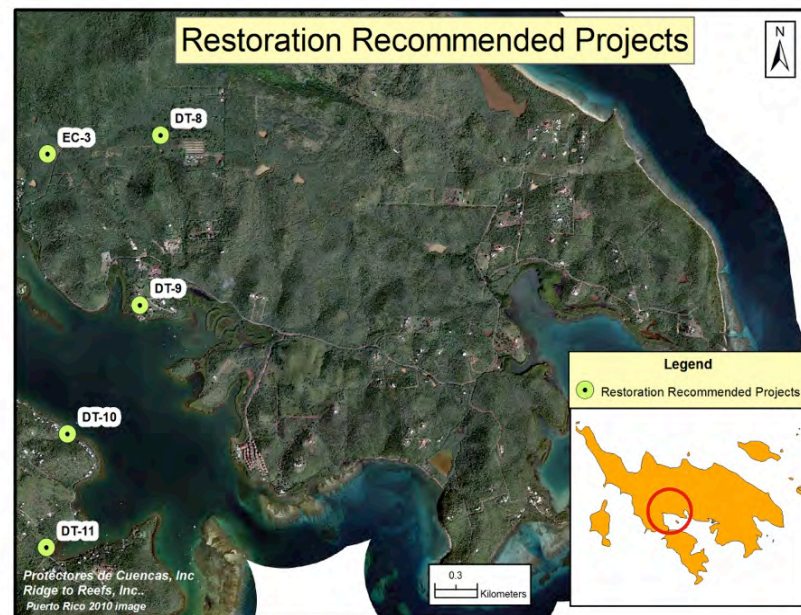 Restoration Recommended Projects
N
DT-8
EC-3
DT-9
DT-10
DT-11
Legend
Restoration Recommended Projects
0.3
Kilometers
Protectores de Cuencas, Inc
Ridge to Reefs, Inc..
Puerto Rico 2010 image